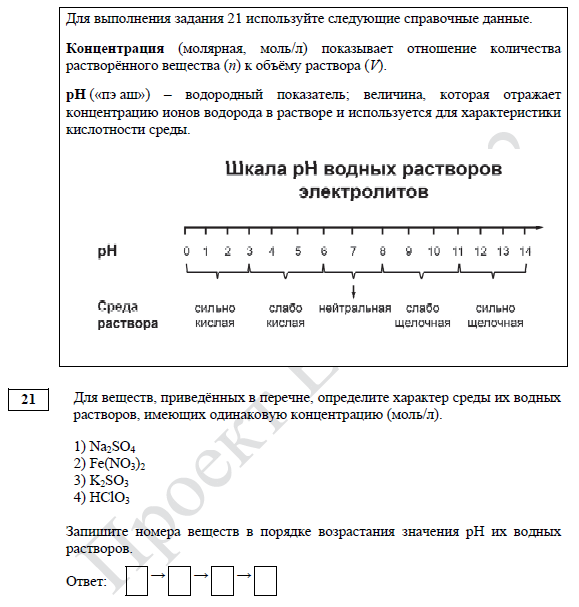 Для выполнения задания 21 используйте следующие справочные данные.
Концентрация (молярная, моль/л) показывает отношение количества
растворённого вещества (n) к объёму раствора (V).
pH («пэ аш») – водородный показатель; величина, которая отражает
концентрацию ионов водорода в растворе и используется для характеристики
кислотности среды.
Шкала pH водных растворов
электролитов
pH 0 1 2 3 4 5 6 7 8 9 10 11 12 13 14
Среда раствора
сильно кислая
слабо кислая
нейтральная
слабо щелочная
сильно щелочная
21
Для веществ, приведённых в перечне, определите характер среды их водных
растворов, имеющих одинаковую концентрацию (моль/л).
1) Na₂SO₄
2) Fe(NO₃)₂
3) K₂SO₃
4) HClO₃
Запишите номера веществ в порядке возрастания значения pH их водных
растворов.
Ответ: → → →
Проект